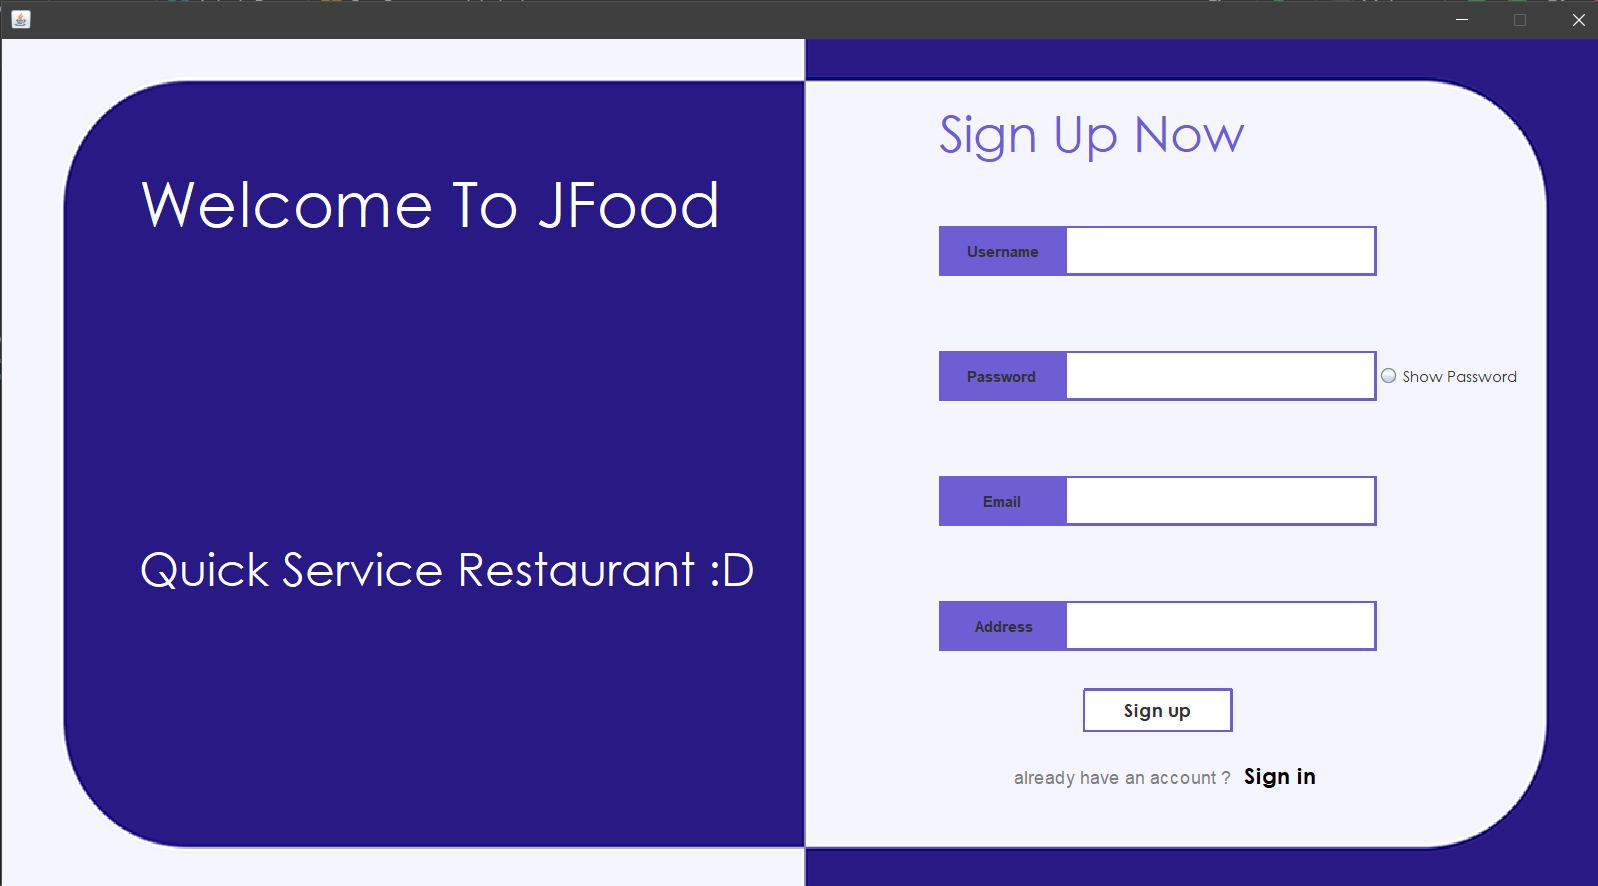 Welcome To JFood
Quick Service Restaurant :D
Sign Up Now
Username
Password
Show Password
Email
Address
Sign up
already have an account ? Sign in